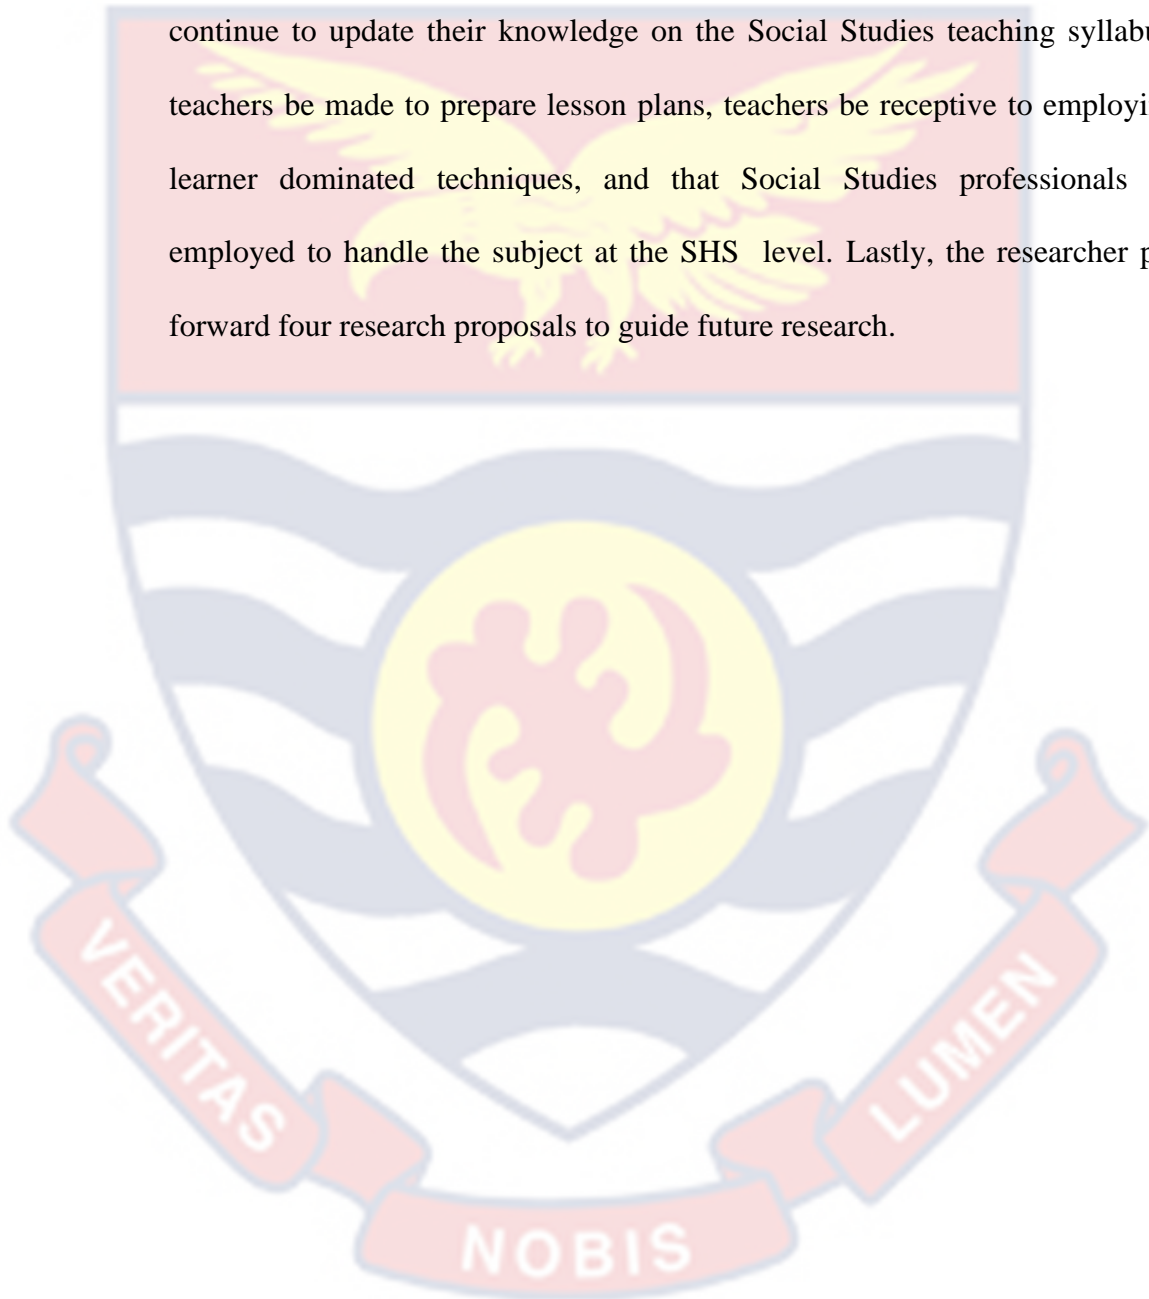 continue to update their knowledge on the Social Studies teaching
teachers be made to prepare lesson plans, teachers be receptive to
learner dominated techniques, and that Social Studies professionals
employed to handle the subject at the SHS level. Lastly, the researcher
forward four research proposals to guide future research.
VERITAS
NOBIS
LUMEN